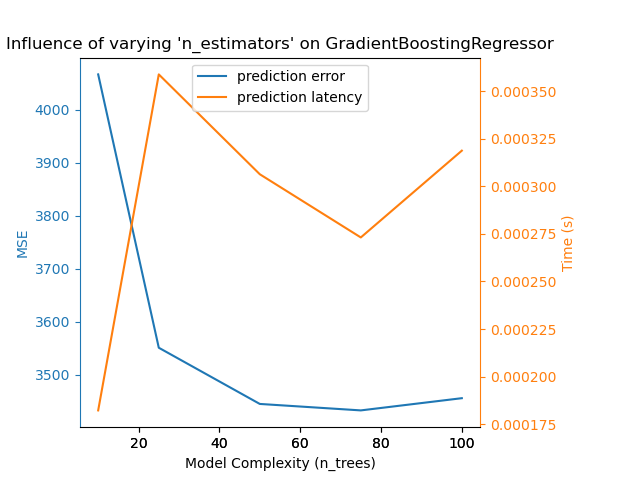 Influence of varying 'n_estimators' on GradientBoostingRegressor
prediction error
prediction latency
4000
3900
3800
3700
3600
3500
MSE
0.000350
0.000325
0.000300
0.000275
0.000250
0.000225
0.000200
0.000175
Time (s)
20 40 60 80 100
Model Complexity (n_trees)